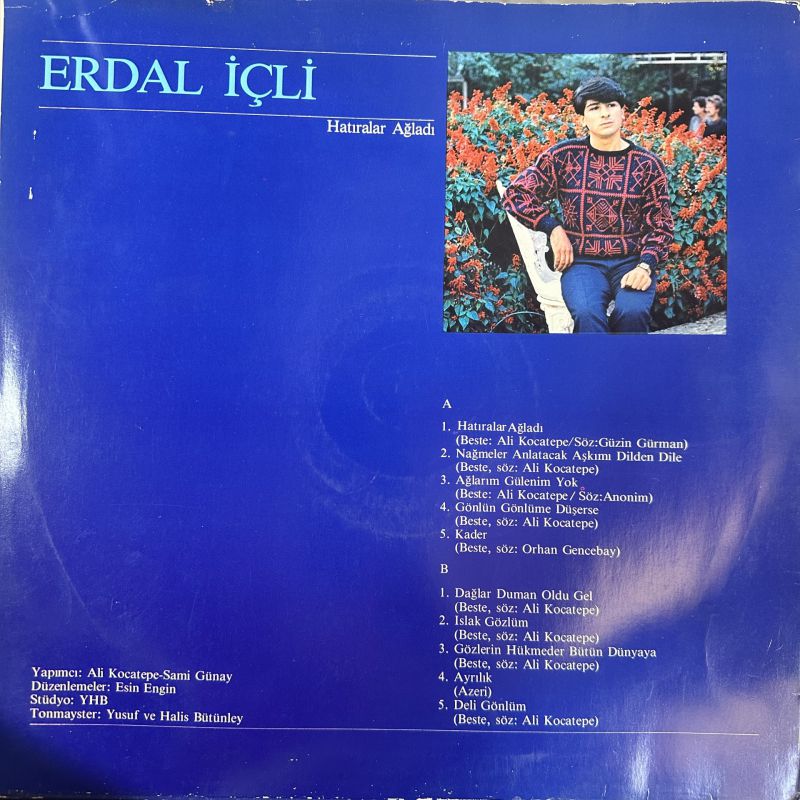 ERDAL İÇLİ
Hatıralar Ağladı
A
1. Hatıralar Ağladı
(Beste: Ali Kocatepe/Söz:Güzin Gürman)
2. Nağmeler Anlatacak Aşkımı Dilden Dile
(Beste, söz: Ali Kocatepe)
3. Ağlarım Gülenim Yok
(Beste: Ali Kocatepe / Söz:Anonim)
4. Gönlün Gönlüme Düşerse
(Beste, söz: Ali Kocatepe)
5. Kader
(Beste, söz: Orhan Gencebay)
B
1. Dağlar Duman Oldu Gel
(Beste, söz: Ali Kocatepe)
2. Islak Gözlüm
(Beste, söz: Ali Kocatepe)
3. Gözlerin Hükmeder Bütün Dünyaya
(Beste, söz: Ali Kocatepe)
4. Ayrılık
(Azeri)
5. Deli Gönlüm
(Beste, söz: Ali Kocatepe)
Yapımcı: Ali Kocatepe-Sami Günay
Düzenlemeler: Esin Engin
Stüdyo: YHB
Tonmayster: Yusuf ve Halis Bütünley